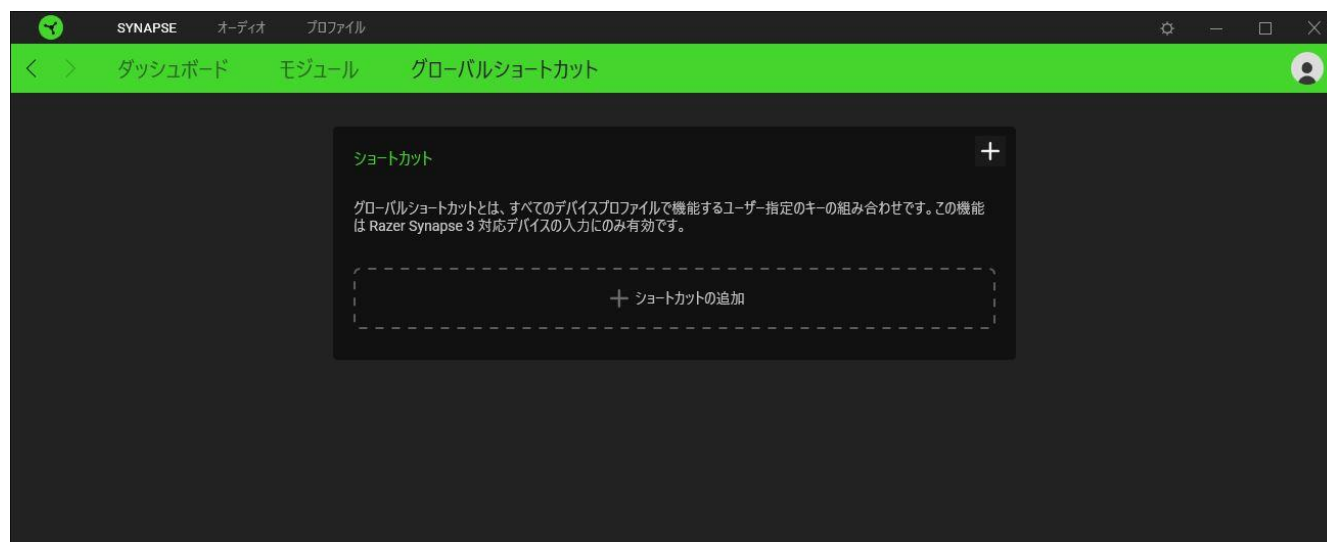 SYNAPSE オーディオ プロファイル
ダッシュボード モジュール グローバルショートカット
ショートカット
グローバルショートカットとは、すべてのデバイスプロファイルで機能するユーザー指定のキーの組み合わせです。この機能
は Razer Synapse 3 対応デバイスの入力にのみ有効です。
ショートカットの追加